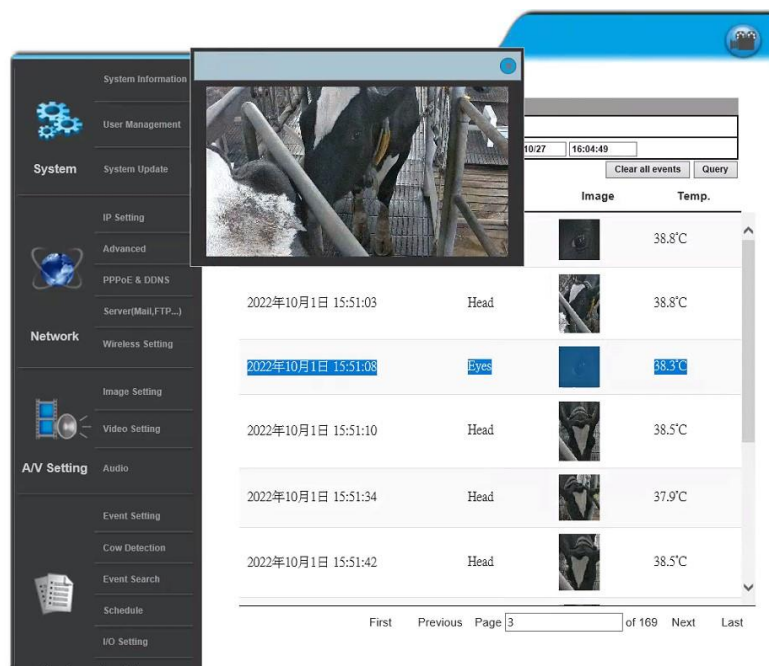 System Information
User Management
System
System Update
IP Setting
Advanced
PPPoE & DDNS
Server(Mail,FTP...)
Network
Wireless Setting
Image Setting
Video Setting
A/V Setting
Audio
Event Setting
Cow Detection
Event Search
Schedule
I/O Setting
10/27 16:04:49
Clear all events Query
Image Temp.
38.8°C
2022年10月1日 15:51:03 Head 38.8°C
2022年10月1日 15:51:08 Eyes 38.3°C
2022年10月1日 15:51:10 Head 38.5°C
2022年10月1日 15:51:34 Head 37.9°C
2022年10月1日 15:51:42 Head 38.5°C
First Previous Page 3 of 169 Next Last